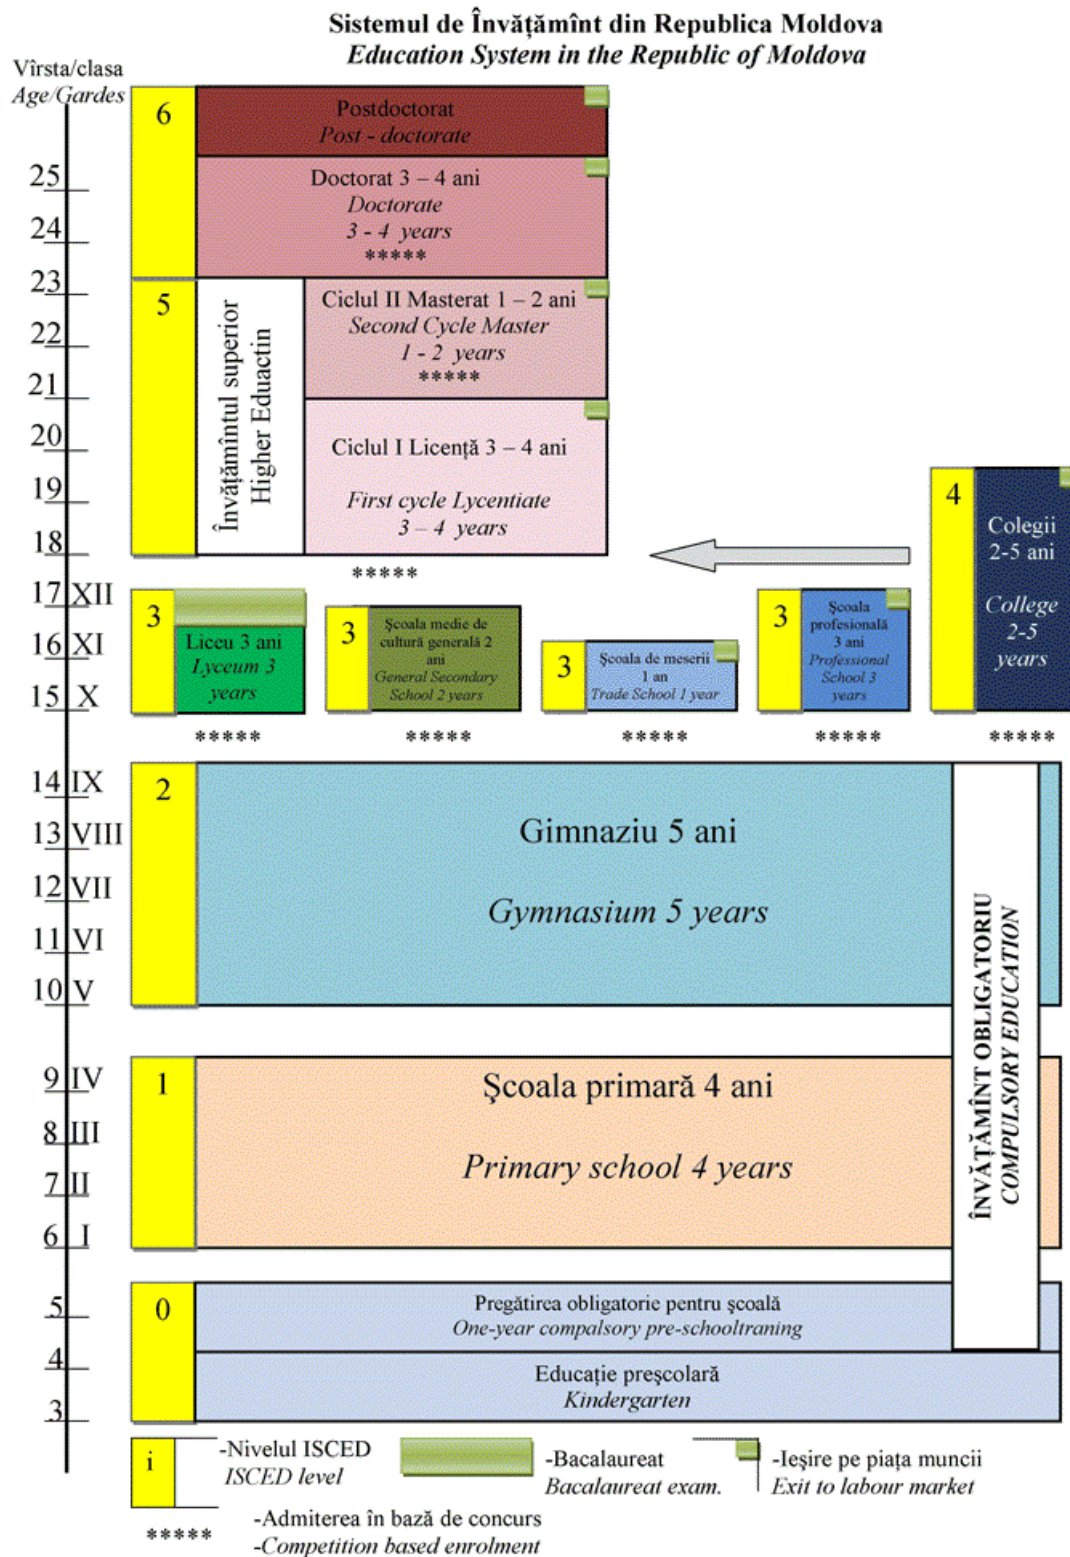 Sistemul de Învățămînt din Republica Moldova
Education System in the Republic of Moldova
Vîrsta/clasa
Age/Gardes
6
Postdoctorat
Post - doctorate
25
24
Doctorat 3 – 4 ani
Doctorate
3 - 4 years
*****
23
22
21
20
19
18
5
Învățămîntul superior
Higher Eduactin
Ciclul II Masterat 1 – 2 ani
Second Cycle Master
1 - 2 years
*****
Ciclul I Licență 3 – 4 ani
First cycle Lycentiate
3 – 4 years
*****
4
Colegii
2-5 ani
College
2-5
years
17 XII
16 XI
15 X
3
Liceu 3 ani
Lyceum 3
years
3
Școala medie de
cultură generală 2
ani
General Secondary
School 2 years
3
Școala de meserii
1 an
Trade School 1 year
3
Școala
profesională
3 ani
Professional
School 3
years
*****
*****
*****
*****
*****
14 IX
13 VIII
12 VII
11 VI
10 V
2
Gimnaziu 5 ani
Gymnasium 5 years
ÎNVĂȚĂMÎNT OBLIGATORIU
COMPULSORY EDUCATION
9 IV
8 III
7 II
6 I
1
Școala primară 4 ani
Primary school 4 years
5
4
3
0
Pregătirea obligatorie pentru școală
One-year compalsory pre-schooltraning
Educație preșcolară
Kindergarten
i
-Nivelul ISCED
ISCED level
-Bacalaureat
Bacalaureat exam.
-Ieșire pe piața muncii
Exit to labour market
*****
-Admiterea în bază de concurs
-Competition based enrolment